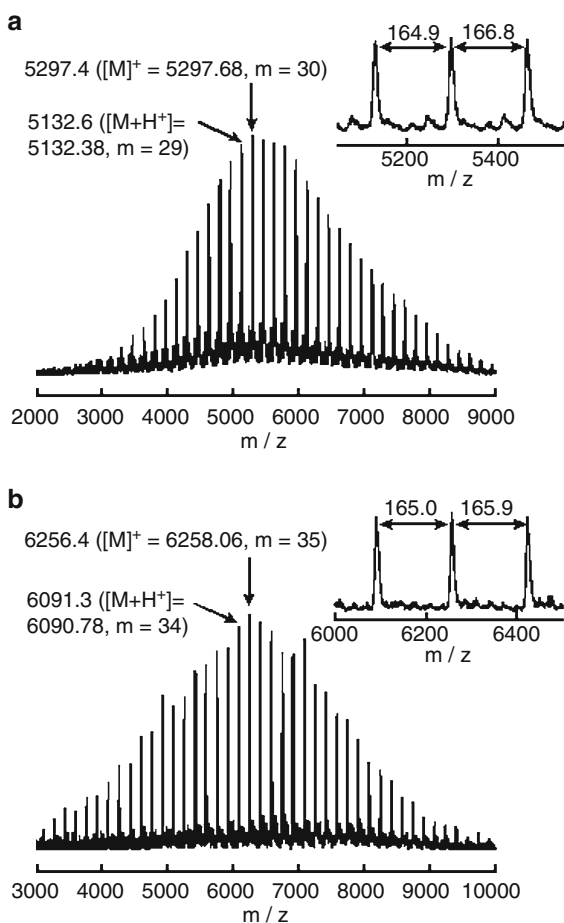 a
5297.4 ([M]+ = 5297.68, m = 30)
5132.6 ([M+H+]=
5132.38, m = 29)
164.9 166.8
5200 5400
m / z
2000 3000 4000 5000 6000 7000 8000 9000
m / z
b
6256.4 ([M]+ = 6258.06, m = 35)
6091.3 ([M+H+]=
6090.78, m = 34)
165.0 165.9
6000 6200 6400
m / z
3000 4000 5000 6000 7000 8000 9000 10000
m / z